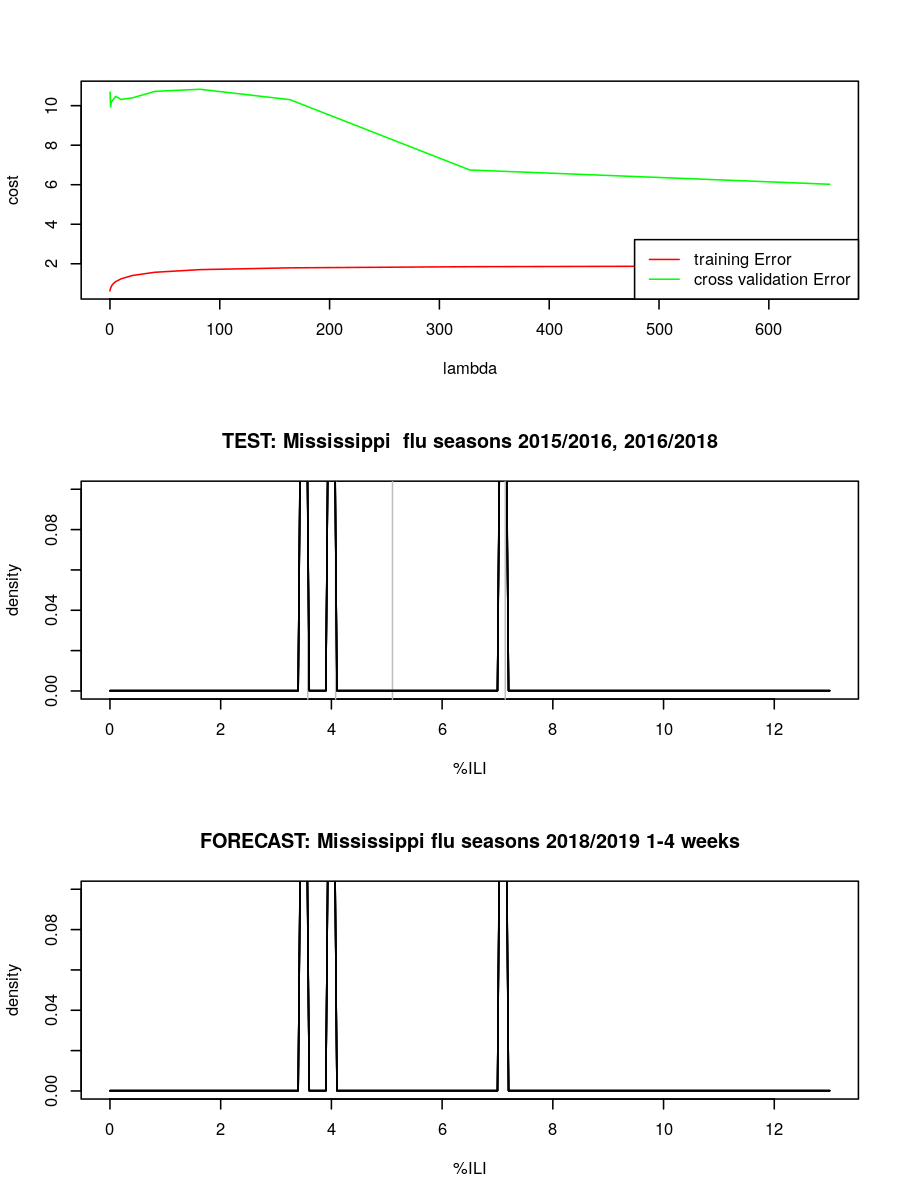 10
8
6
4
2
cost
training Error
cross validation Error
0 100 200 300 400 500 600
lambda
TEST: Mississippi  flu seasons 2015/2016, 2016/2018
0.08
0.04
0.00
density
0 2 4 6 8 10 12
%ILI
FORECAST: Mississippi flu seasons 2018/2019 1-4 weeks
0.08
0.04
0.00
density
0 2 4 6 8 10 12
%ILI